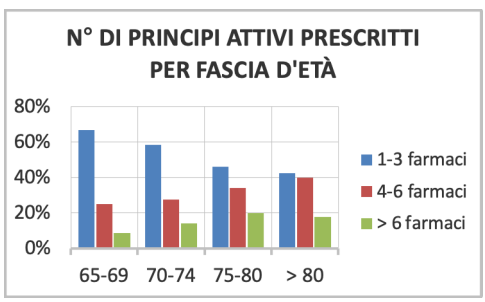 N° DI PRINCIPI ATTIVI PRESCRITTI
PER FASCIA D'ETÀ
80%
60%
40%
20%
0%
65-69 70-74 75-80 > 80
1-3 farmaci
4-6 farmaci
> 6 farmaci